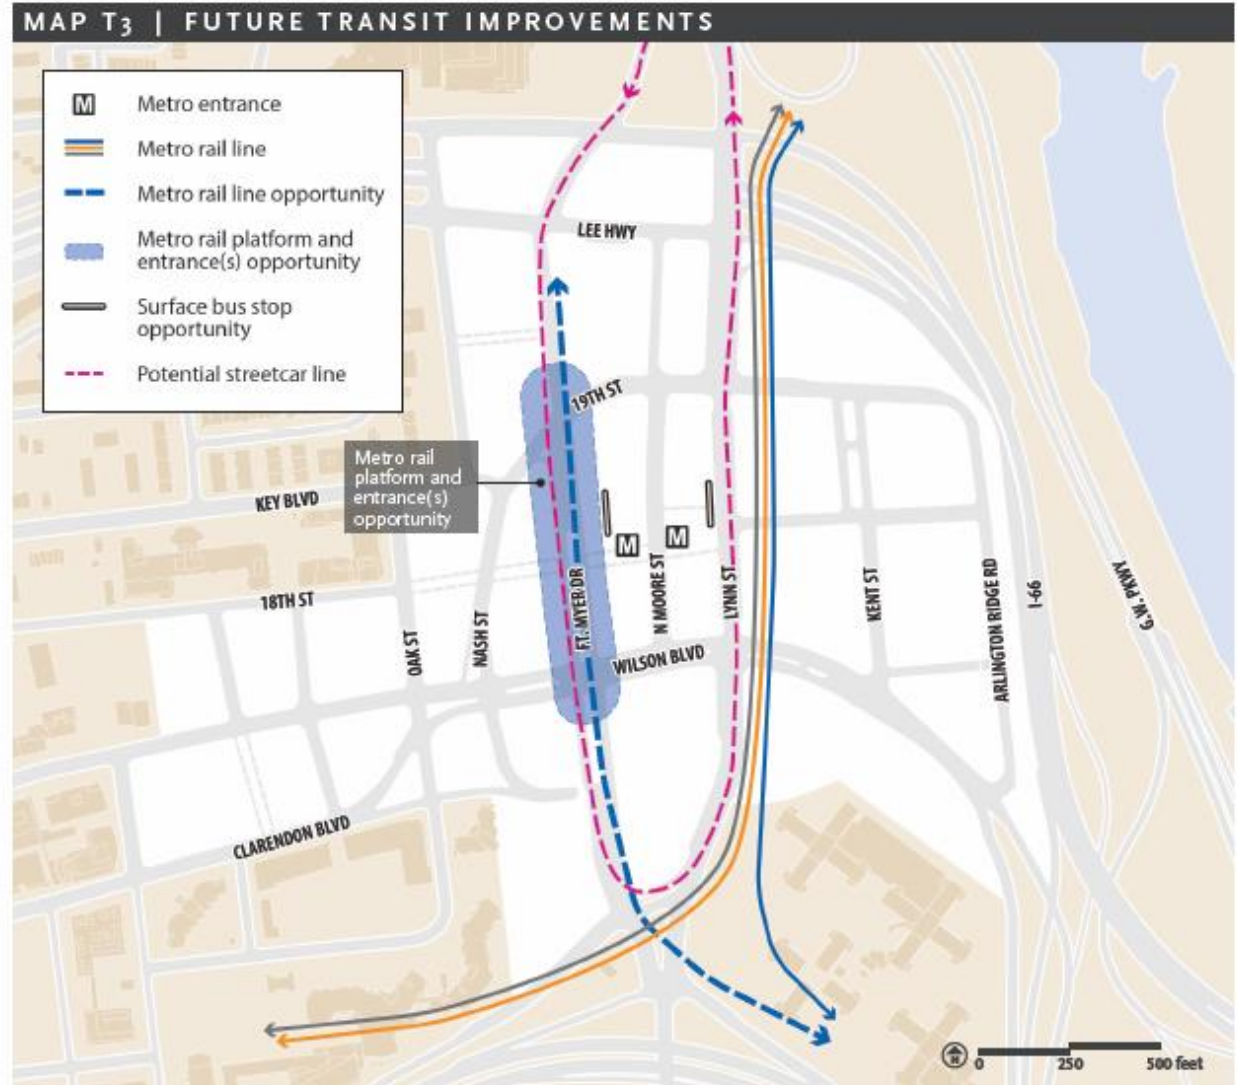 MAP T3 | FUTURE TRANSIT IMPROVEMENTS
M Metro entrance
Metro rail line
Metro rail line opportunity
Metro rail platform and
entrance(s) opportunity
Surface bus stop
opportunity
Potential streetcar line
LEE HWY
19TH ST
Metro rail
platform and
entrance(s)
opportunity
KEY BLVD
M
M
18TH ST
OAK ST
NASH ST
FT. MYER DR
N MOORE ST
LYNN ST
KENT ST
ARLINGTON RIDGE RD
I-66
G.W. PKWY
WILSON BLVD
CLARENDON BLVD
0 250 500 feet